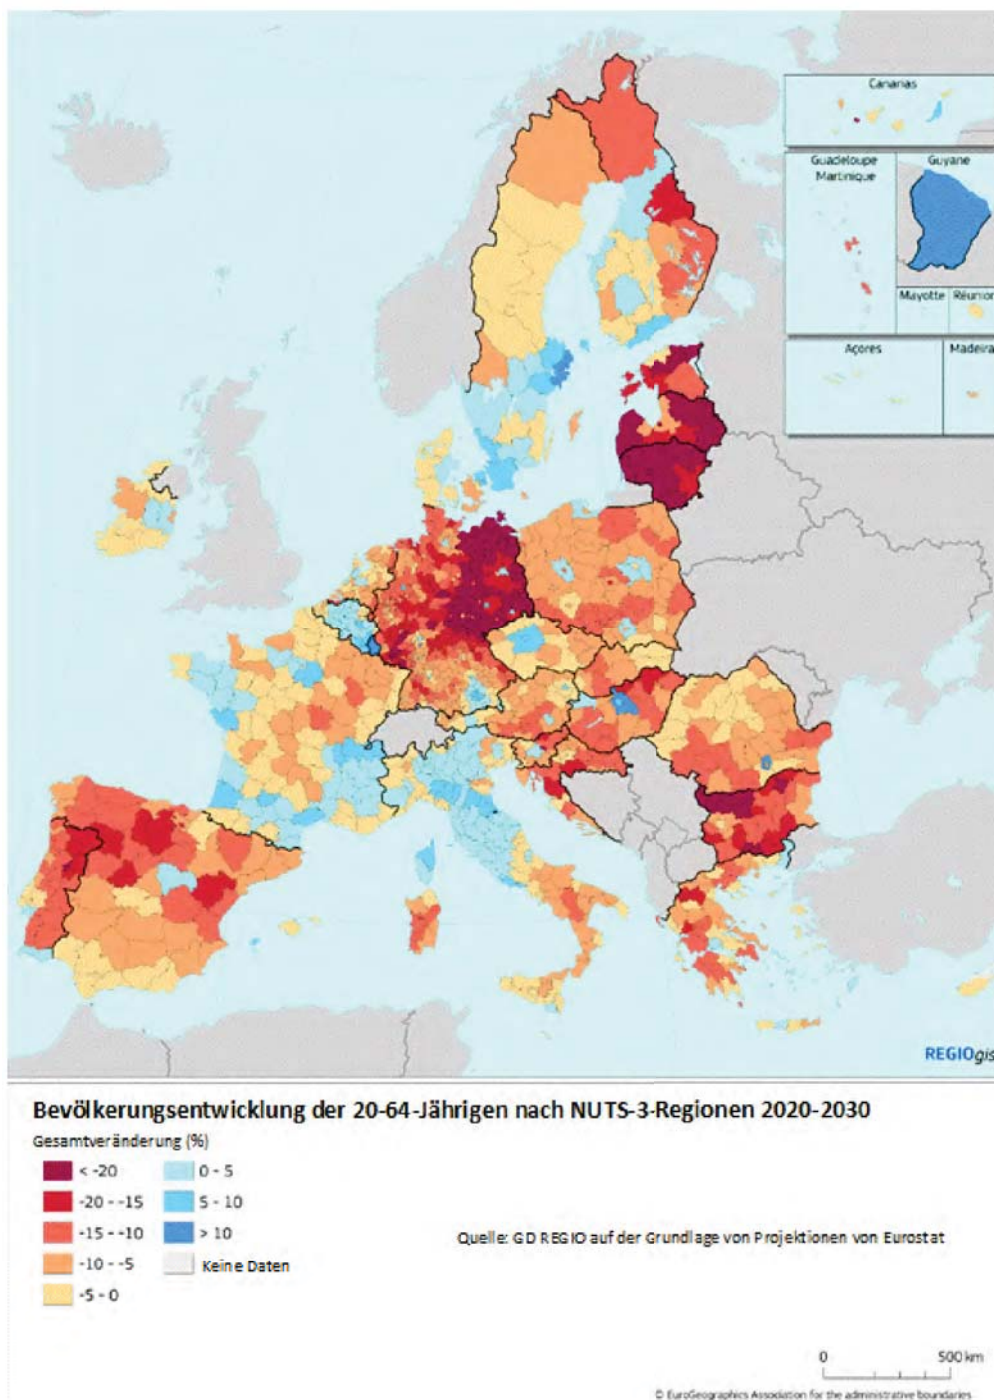 Canarias
Guadeloupe
Martinique
Guyane
Mayotte
Réunion
Açores
Madeira
REGIOgis
Bevölkerungsentwicklung der 20-64-Jährigen nach NUTS-3-Regionen 2020-2030
Gesamtveränderung (%)
< -20
0 - 5
-20 - -15
5 - 10
-15 - -10
> 10
-10 - -5
Keine Daten
-5 - 0
Quelle: GD REGIO auf der Grundlage von Projektionen von Eurostat
0
500 km
© EuroGeographics Association for the administrative boundaries